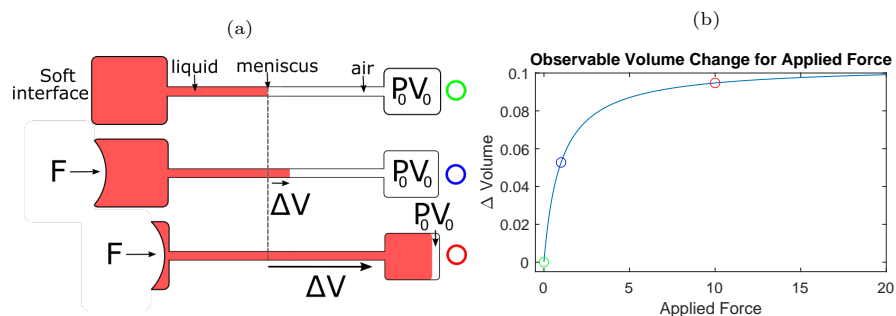 (a)
Soft
interface
liquid
meniscus
air
P₀V₀
F
P₀V₀
ΔV
P₀V₀
F
ΔV
(b)
Observable Volume Change for Applied Force
Δ Volume
0.1
0.08
0.06
0.04
0.02
0
0 5 10 15 20
Applied Force